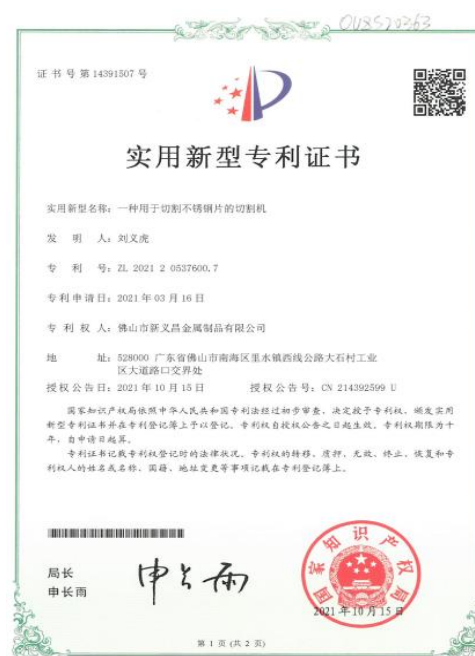 OU8520363
证书号第14391507号
实用新型专利证书
实用新型名称：一种用于切割不锈钢片的切割机
发 明 人：刘义虎
专 利 号：ZL 2021 2 0537600.7
专利申请日：2021年03月16日
专 利 权 人：佛山市新义昌金属制品有限公司
地 址：528000 广东省佛山市南海区里水镇西线公路大石村工业
区大道路口交界处
授权公告日：2021年10月15日 授权公告号：CN 214392599 U
国家知识产权局依照中华人民共和国专利法经过初步审查，决定授予专利权，颁发实用
新型专利证书并在专利登记簿上予以登记。专利权自授权公告之日起生效。专利权期限为十
年，自申请日起算。
专利证书记载专利权登记时的法律状况。专利权的转移、质押、无效、终止、恢复和专
利权人的姓名或名称、国籍、地址变更等事项记载在专利登记簿上。
局长
申长雨
申长雨
国家知识产权局
2021年10月15日
第 1 页 (共 2 页)